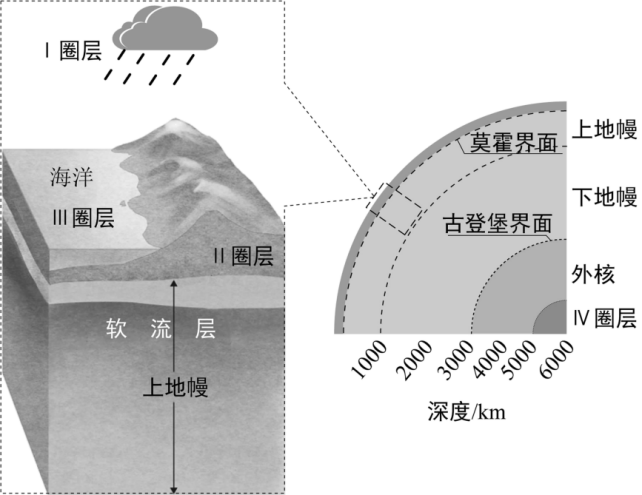 Ⅰ圈层
海洋
Ⅲ圈层
Ⅱ圈层
软流层
上地幔
上地幔
莫霍界面
下地幔
古登堡界面
外核
Ⅳ圈层
1000 2000 3000 4000 5000 6000
深度/km